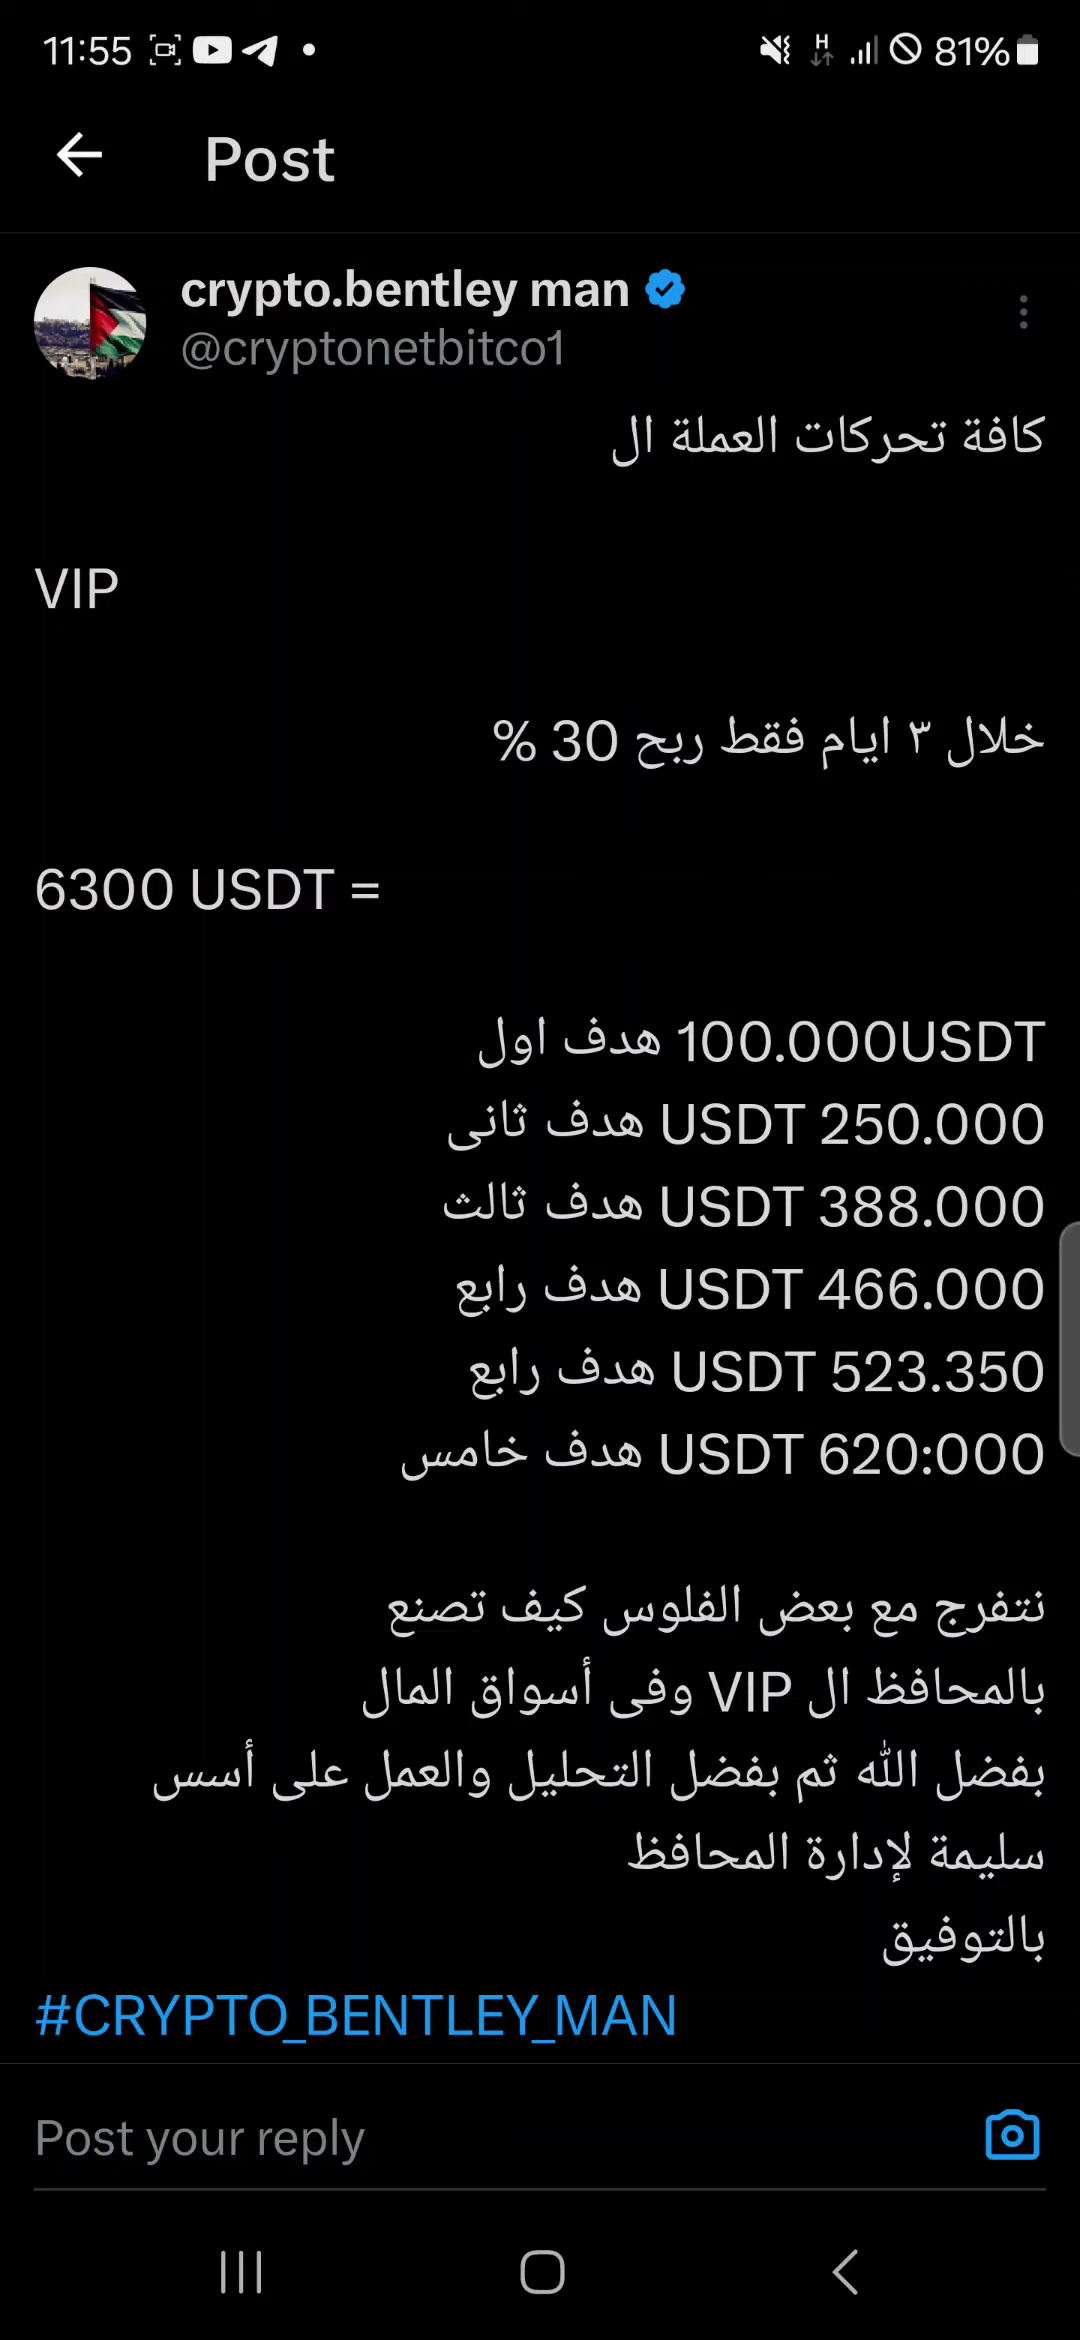 11:55
H
81%
Post
crypto.bentley man
@cryptonetbitco1
كافة تحركات العملة ال
VIP
خلال ٣ ايام فقط ربح 30 %
6300 USDT =
100.000USDT هدف اول
250.000 USDT هدف ثانى
388.000 USDT هدف ثالث
466.000 USDT هدف رابع
523.350 USDT هدف رابع
620:000 USDT هدف خامس
نتفرج مع بعض الفلوس كيف تصنع
بالمحافظ ال VIP وفى أسواق المال
بفضل الله ثم بفضل التحليل والعمل على أسس
سليمة لإدارة المحافظ
بالتوفيق
#CRYPTO_BENTLEY_MAN
Post your reply